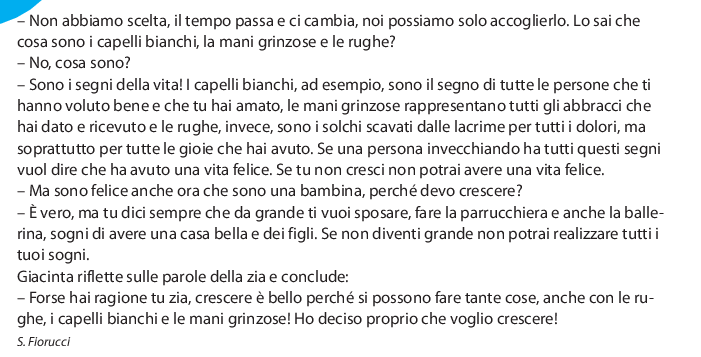 – Non abbiamo scelta, il tempo passa e ci cambia, noi possiamo solo accoglierlo. Lo sai che
cosa sono i capelli bianchi, la mani grinzose e le rughe?
– No, cosa sono?
– Sono i segni della vita! I capelli bianchi, ad esempio, sono il segno di tutte le persone che ti
hanno voluto bene e che tu hai amato, le mani grinzose rappresentano tutti gli abbracci che
hai dato e ricevuto e le rughe, invece, sono i solchi scavati dalle lacrime per tutti i dolori, ma
soprattutto per tutte le gioie che hai avuto. Se una persona invecchiando ha tutti questi segni
vuol dire che ha avuto una vita felice. Se tu non cresci non potrai avere una vita felice.
– Ma sono felice anche ora che sono una bambina, perché devo crescere?
– È vero, ma tu dici sempre che da grande ti vuoi sposare, fare la parrucchiera e anche la balle-
rina, sogni di avere una casa bella e dei figli. Se non diventi grande non potrai realizzare tutti i
tuoi sogni.
Giacinta riflette sulle parole della zia e conclude:
– Forse hai ragione tu zia, crescere è bello perché si possono fare tante cose, anche con le ru-
ghe, i capelli bianchi e le mani grinzose! Ho deciso proprio che voglio crescere!
S. Fiorucci